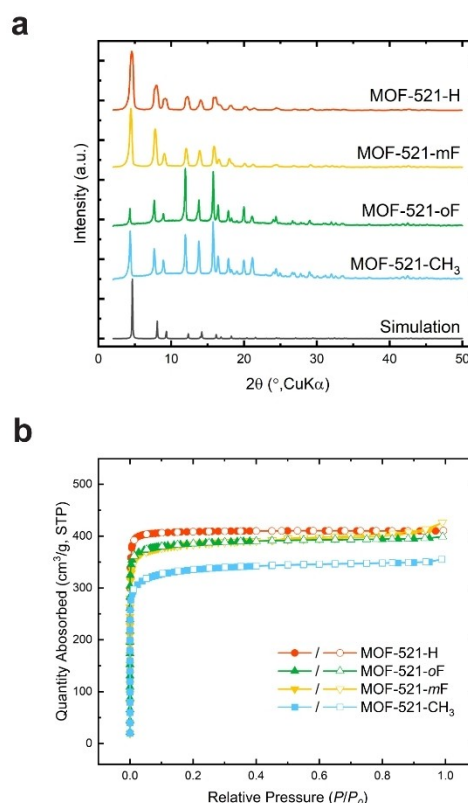 a
MOF-521-H
MOF-521-mF
MOF-521-oF
MOF-521-CH₃
Simulation
Intensity (a.u.)
0 10 20 30 40 50
2θ (°,CuKα)
b
500
400
300
200
100
0
Quantity Abosorbed (cm³/g, STP)
/ MOF-521-H
/ MOF-521-oF
/ MOF-521-mF
/ MOF-521-CH₃
0.0 0.2 0.4 0.6 0.8 1.0
Relative Pressure (P/P₀)